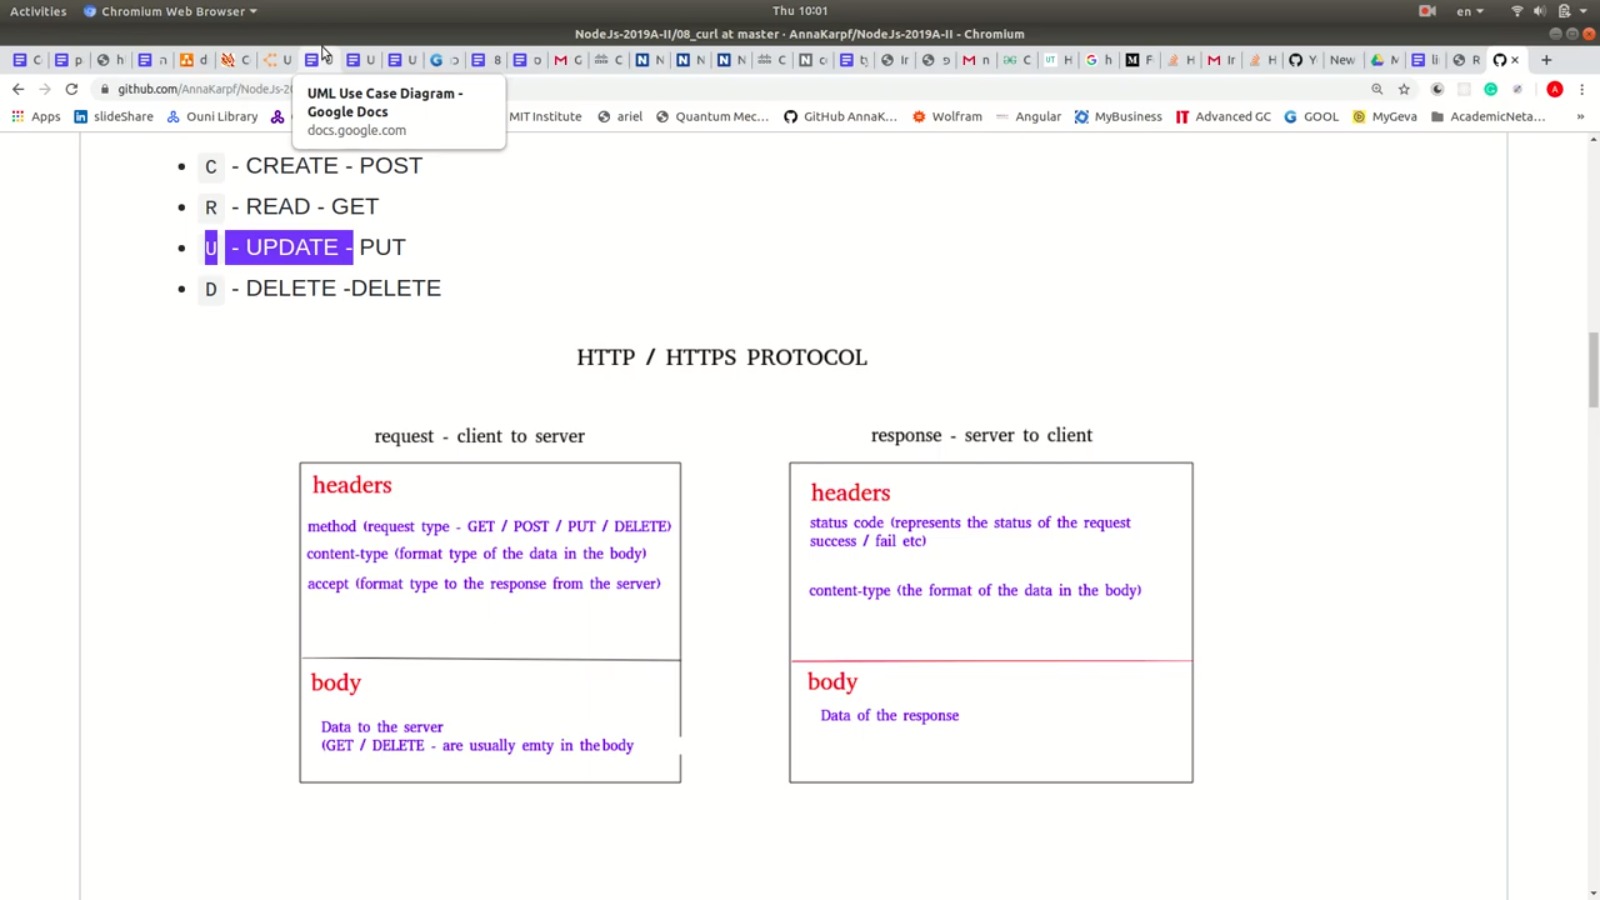 Activities Chromium Web Browser Thu 10:01 en
NodeJs-2019A-II/08_curl at master · AnnaKarpf/NodeJs-2019A-II - Chromium
New
github.com/AnnaKarpf/NodeJs-20
UML Use Case Diagram -
Google Docs
docs.google.com
Apps slideShare Ouni Library MIT Institute ariel Quantum Mec... GitHub AnnaK... Wolfram Angular MyBusiness Advanced GC GOOL MyGeva AcademicNeta... »
• C - CREATE - POST
• R - READ - GET
• U - UPDATE - PUT
• D - DELETE -DELETE
HTTP / HTTPS PROTOCOL
request - client to server
headers
method (request type - GET / POST / PUT / DELETE)
content-type (format type of the data in the body)
accept (format type to the response from the server)
body
Data to the server
(GET / DELETE - are usually emty in the body
response - server to client
headers
status code (represents the status of the request
success / fail etc)
content-type (the format of the data in the body)
body
Data of the response